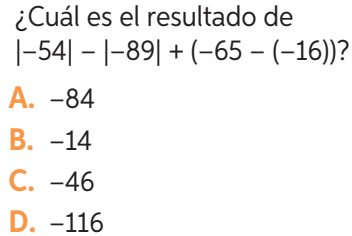 ¿Cuál es el resultado de
|−54| − |−89| + (−65 − (−16))?
A. −84
B. −14
C. −46
D. −116